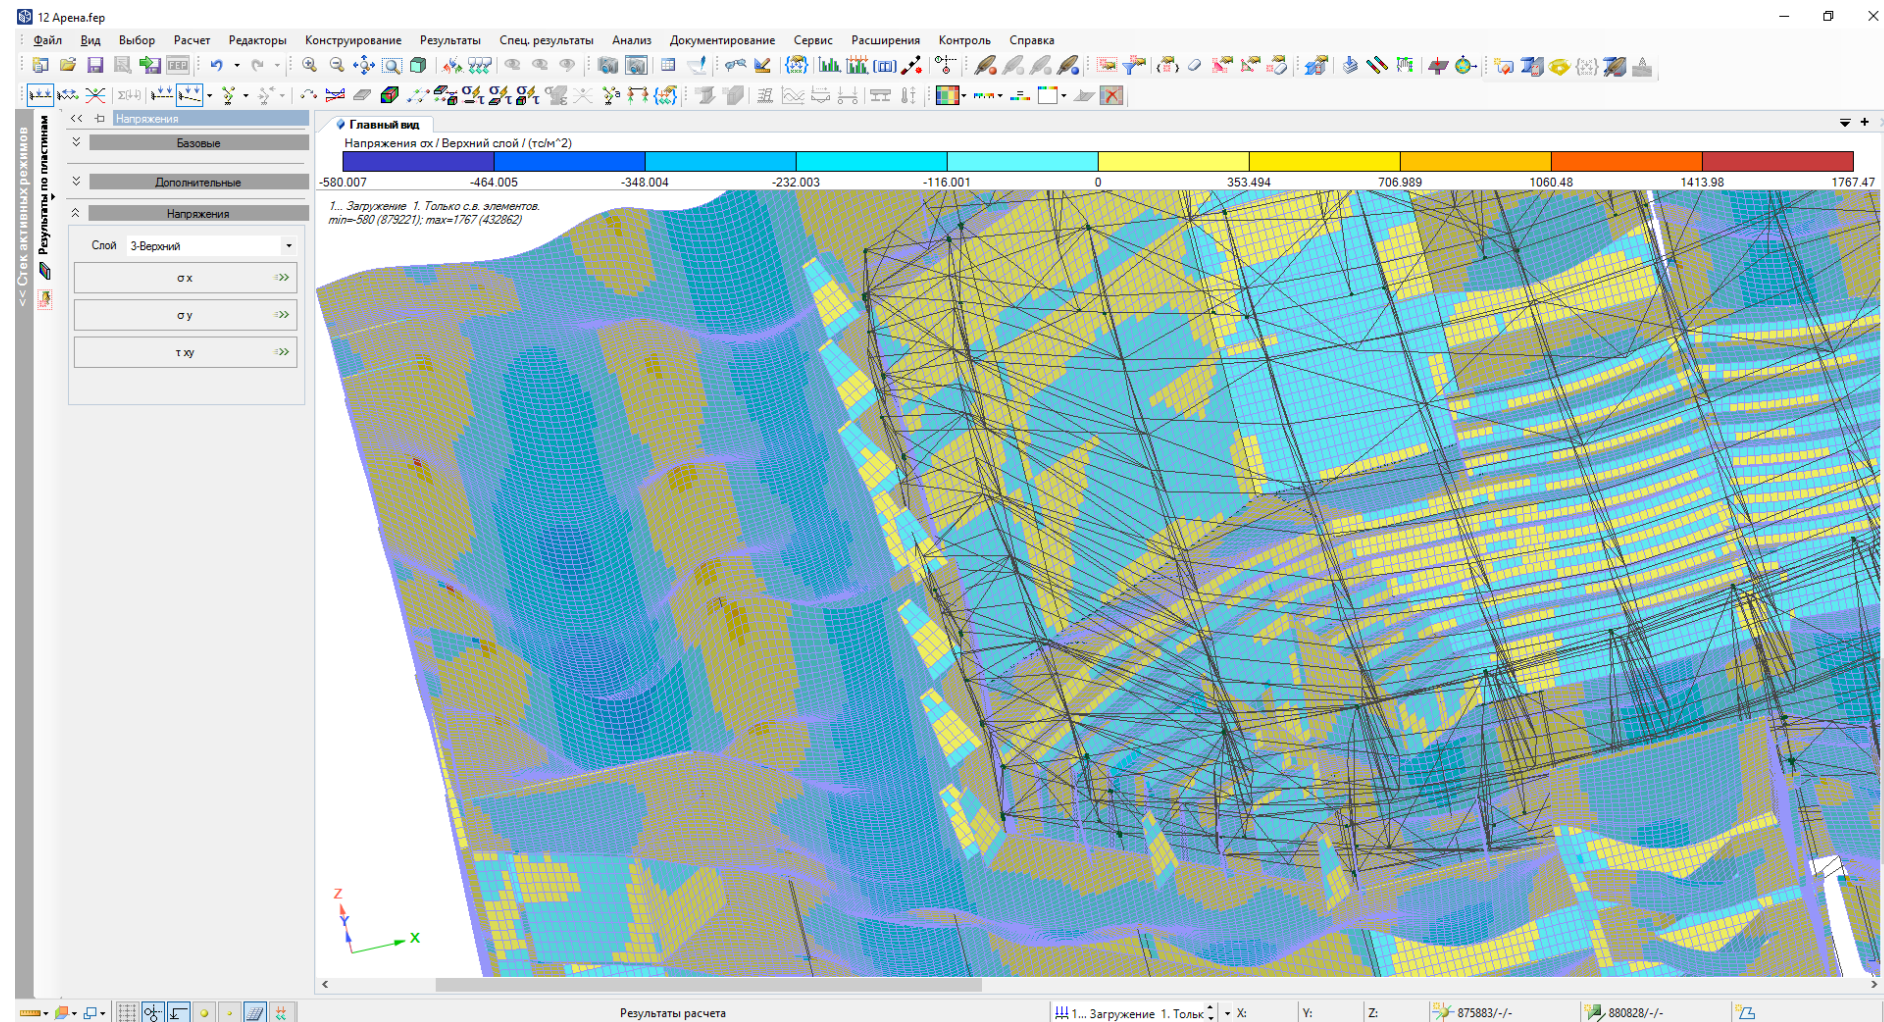 12 Арена.fep
Файл Вид Выбор Расчет Редакторы Конструирование Результаты Спец. результаты Анализ Документирование Сервис Расширения Контроль Справка
<< Стек активных режимов
Результаты по пластинам
Напряжения
Базовые
Дополнительные
Напряжения
Слой 3-Верхний
σ x
σ y
τ xy
Главный вид
Напряжения σx / Верхний слой / (тс/м^2)
-580.007 -464.005 -348.004 -232.003 -116.001 0 353.494 706.989 1060.48 1413.98 1767.47
1... Загружение 1. Только с.в. элементов.
min=-580 (879221); max=1767 (432862)
Z
Y
X
Результаты расчета
1... Загружение 1. Тольк
X: Y: Z: 875883/-/- 880828/-/-